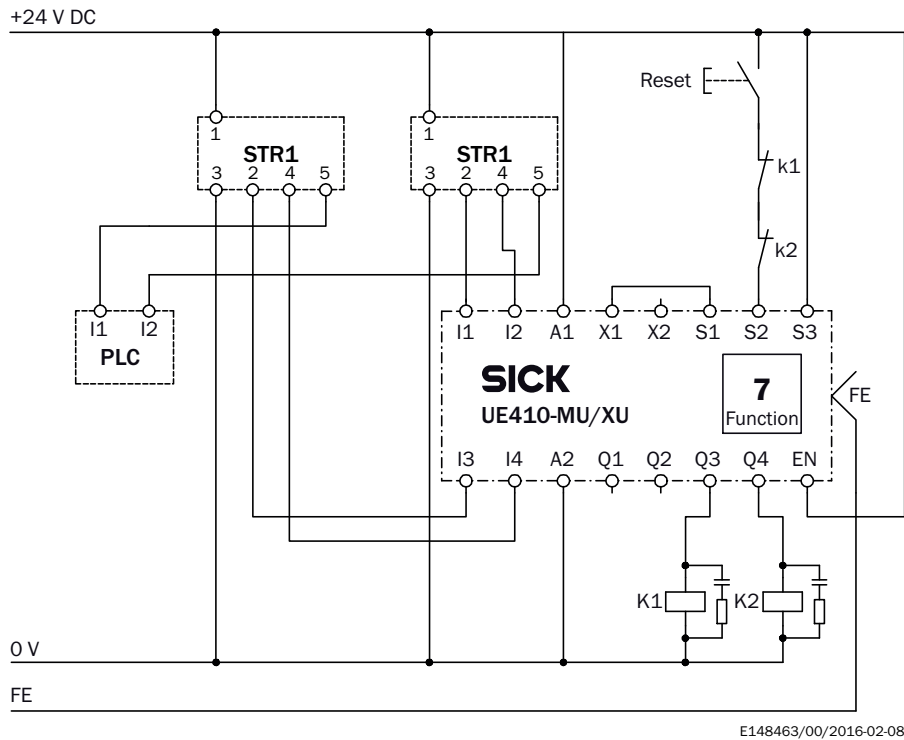 +24 V DC
Reset
1 1
STR1 STR1
3 2 4 5 3 2 4 5
k1
k2
I1 I2
PLC
I1 I2 A1 X1 X2 S1 S2 S3
SICK
UE410-MU/XU
7
Function
FE
I3 I4 A2 Q1 Q2 Q3 Q4 EN
K1 K2
0 V
FE
E148463/00/2016-02-08